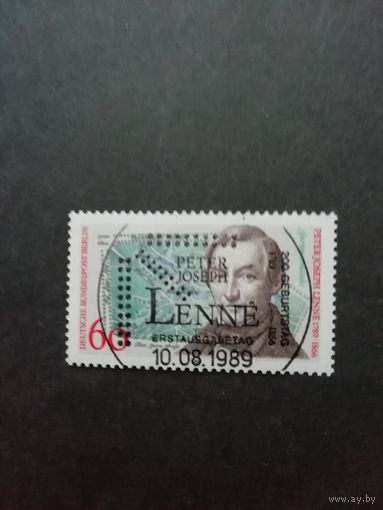 DEUTSCHE BUNDESPOST BERLIN
60
PETER JOSEPH LENNÉ 1789-1866
PETER
JOSEPH
LENNÉ
ERSTAUSGABETAG
10.08.1989
200. GEBURTSTAG
www.ay.by